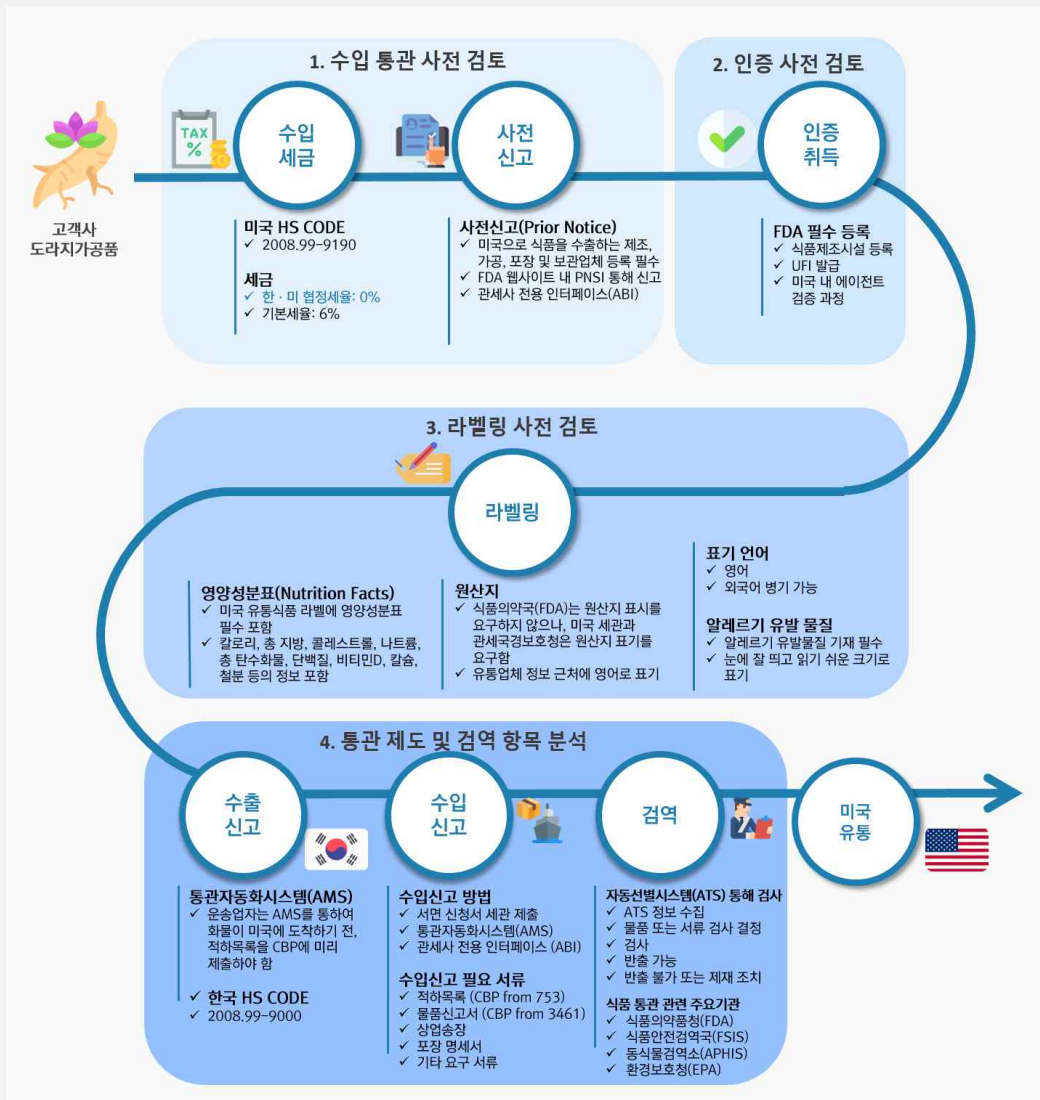 1. 수입 통관 사전 검토
2. 인증 사전 검토
고객사
도라지가공품
TAX
%
수입
세금
사전
신고
인증
취득
미국 HS CODE
✓ 2008.99-9190
세금
✓ 한·미 협정세율: 0%
✓ 기본세율: 6%
사전신고(Prior Notice)
✓ 미국으로 식품을 수출하는 제조,
가공, 포장 및 보관업체 등록 필수
✓ FDA 웹사이트 내 PNSI 통해 신고
✓ 관세사 전용 인터페이스(ABI)
FDA 필수 등록
✓ 식품제조시설 등록
✓ UFI 발급
✓ 미국 내 에이전트
검증 과정
3. 라벨링 사전 검토
라벨링
영양성분표(Nutrition Facts)
✓ 미국 유통식품 라벨에 영양성분표
필수 포함
✓ 칼로리, 총 지방, 콜레스트롤, 나트륨,
총 탄수화물, 단백질, 비티민D, 칼슘,
철분 등의 정보 포함
원산지
✓ 식품의약국(FDA)는 원산지 표시를
요구하지 않으나, 미국 세관과
관세국경보호청은 원산지 표기를
요구함
✓ 유통업체 정보 근처에 영어로 표기
표기 언어
✓ 영어
✓ 외국어 병기 가능
알레르기 유발 물질
✓ 알레르기 유발물질 기재 필수
✓ 눈에 잘 띄고 읽기 쉬운 크기로
표기
4. 통관 제도 및 검역 항목 분석
수출
신고
수입
신고
검역
미국
유통
통관자동화시스템(AMS)
✓ 운송업자는 AMS를 통하여
화물이 미국에 도착하기 전,
적하목록을 CBP에 미리
제출하야 함
✓ 한국 HS CODE
✓ 2008.99-9000
수입신고 방법
✓ 서면 신청서 세관 제출
✓ 통관자동화시스템(AMS)
✓ 관세사 전용 인터페이스 (ABI)
수입신고 필요 서류
✓ 적하목록 (CBP from 753)
✓ 물품신고서 (CBP from 3461)
✓ 상업송장
✓ 포장 명세서
✓ 기타 요구 서류
자동선별시스템(ATS) 통해 검사
✓ ATS 정보 수집
✓ 물품 또는 서류 검사 결정
✓ 검사
✓ 반출 가능
✓ 반출 불가 또는 제재 조치
식품 통관 관련 주요기관
✓ 식품의약품청(FDA)
✓ 식품안전검역국(FSIS)
✓ 동식물검역소(APHIS)
✓ 환경보호청(EPA)